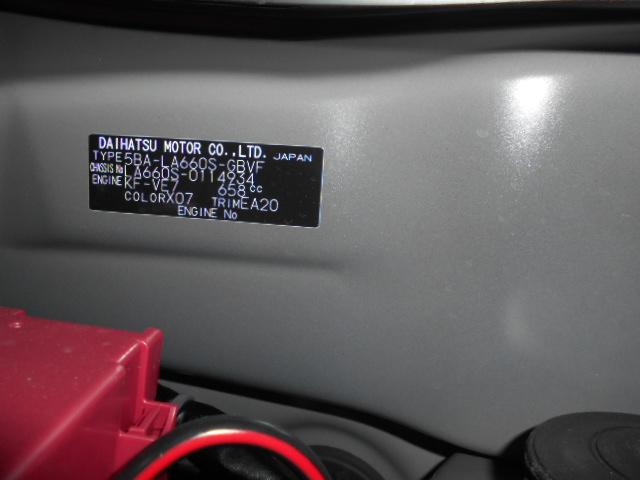 DAIHATSU MOTOR CO.,LTD. JAPAN
TYPE 5BA-LA660S-GBVF
CHASSIS No LA660S-0114934
ENGINE KF-VE7 658cc
COLOR X07 TRIM EA20
ENGINE No